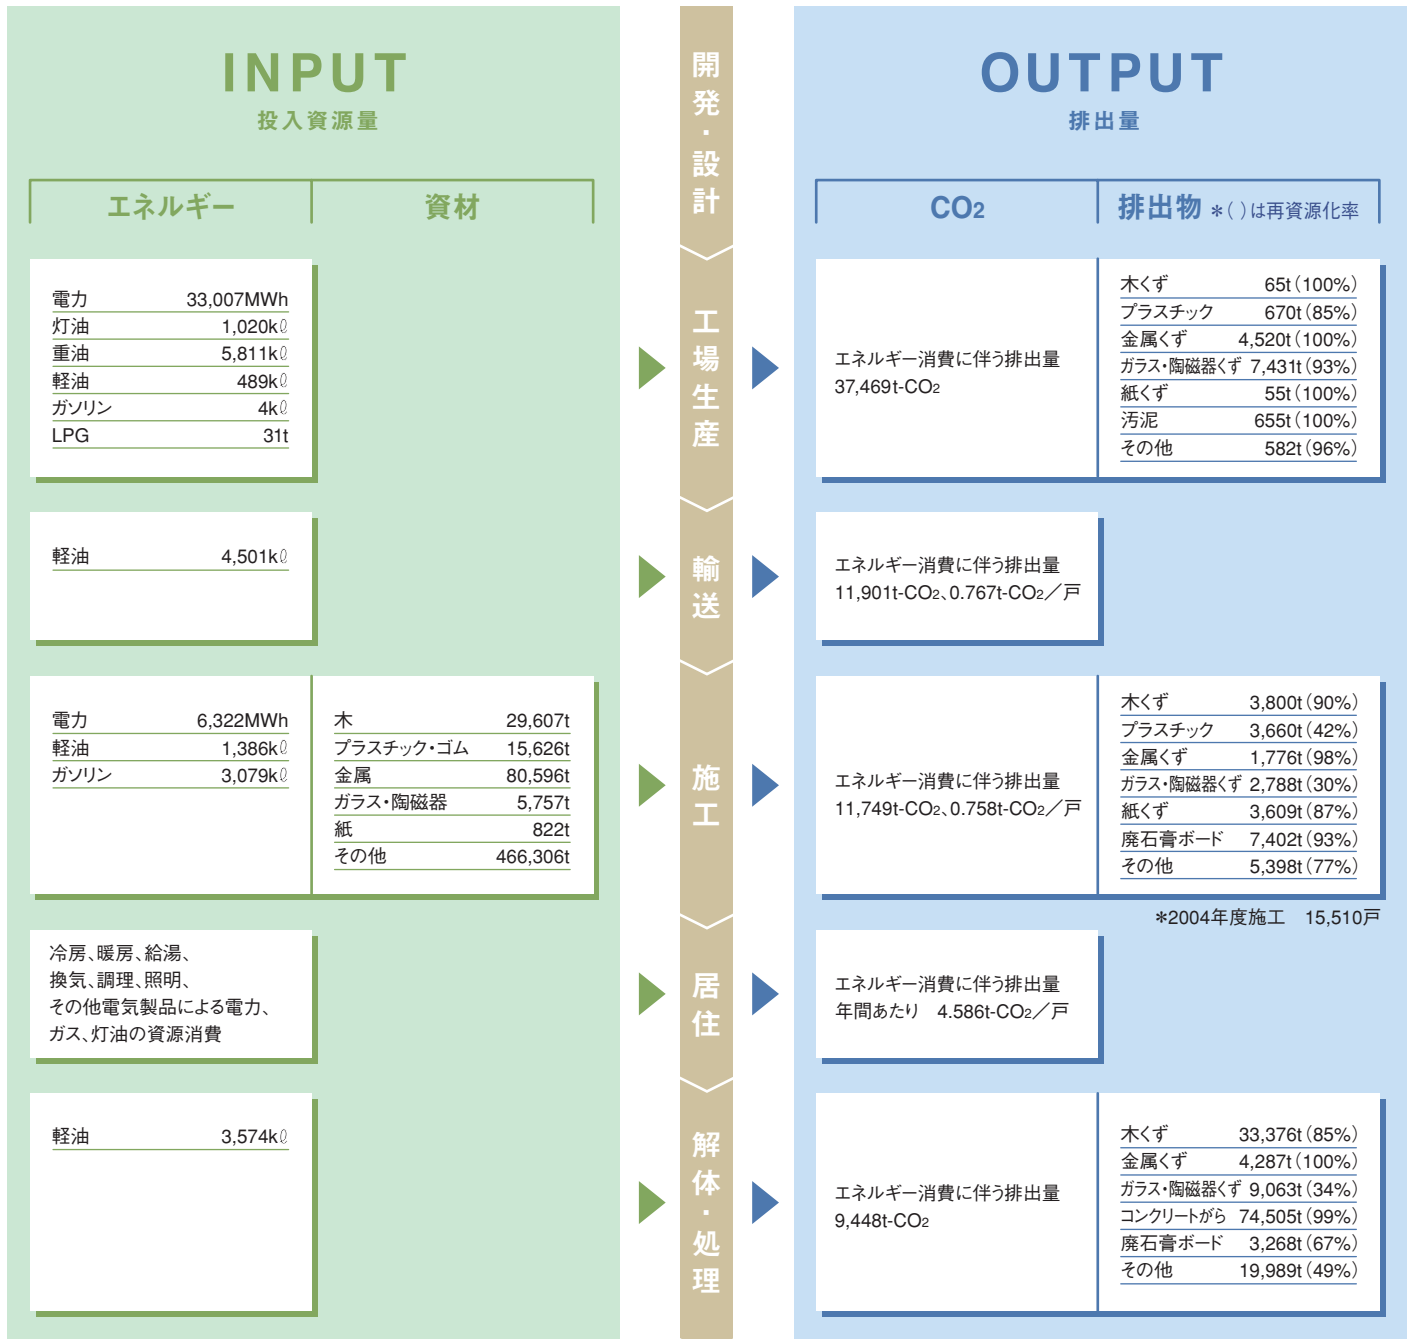 INPUT
投入資源量
エネルギー 資材
開発・設計
OUTPUT
排出量
CO2 排出物 *( )は再資源化率
電力 33,007MWh
灯油 1,020kℓ
重油 5,811kℓ
軽油 489kℓ
ガソリン 4kℓ
LPG 31t
工場生産
エネルギー消費に伴う排出量
37,469t-CO2
木くず 65t(100%)
プラスチック 670t(85%)
金属くず 4,520t(100%)
ガラス・陶磁器くず 7,431t(93%)
紙くず 55t(100%)
汚泥 655t(100%)
その他 582t(96%)
軽油 4,501kℓ
輸送
エネルギー消費に伴う排出量
11,901t-CO2、0.767t-CO2／戸
電力 6,322MWh
軽油 1,386kℓ
ガソリン 3,079kℓ
木 29,607t
プラスチック・ゴム 15,626t
金属 80,596t
ガラス・陶磁器 5,757t
紙 822t
その他 466,306t
施工
エネルギー消費に伴う排出量
11,749t-CO2、0.758t-CO2／戸
木くず 3,800t(90%)
プラスチック 3,660t(42%)
金属くず 1,776t(98%)
ガラス・陶磁器くず 2,788t(30%)
紙くず 3,609t(87%)
廃石膏ボード 7,402t(93%)
その他 5,398t(77%)
*2004年度施工 15,510戸
冷房、暖房、給湯、
換気、調理、照明、
その他電気製品による電力、
ガス、灯油の資源消費
居住
エネルギー消費に伴う排出量
年間あたり 4.586t-CO2／戸
軽油 3,574kℓ
解体・処理
エネルギー消費に伴う排出量
9,448t-CO2
木くず 33,376t(85%)
金属くず 4,287t(100%)
ガラス・陶磁器くず 9,063t(34%)
コンクリートがら 74,505t(99%)
廃石膏ボード 3,268t(67%)
その他 19,989t(49%)